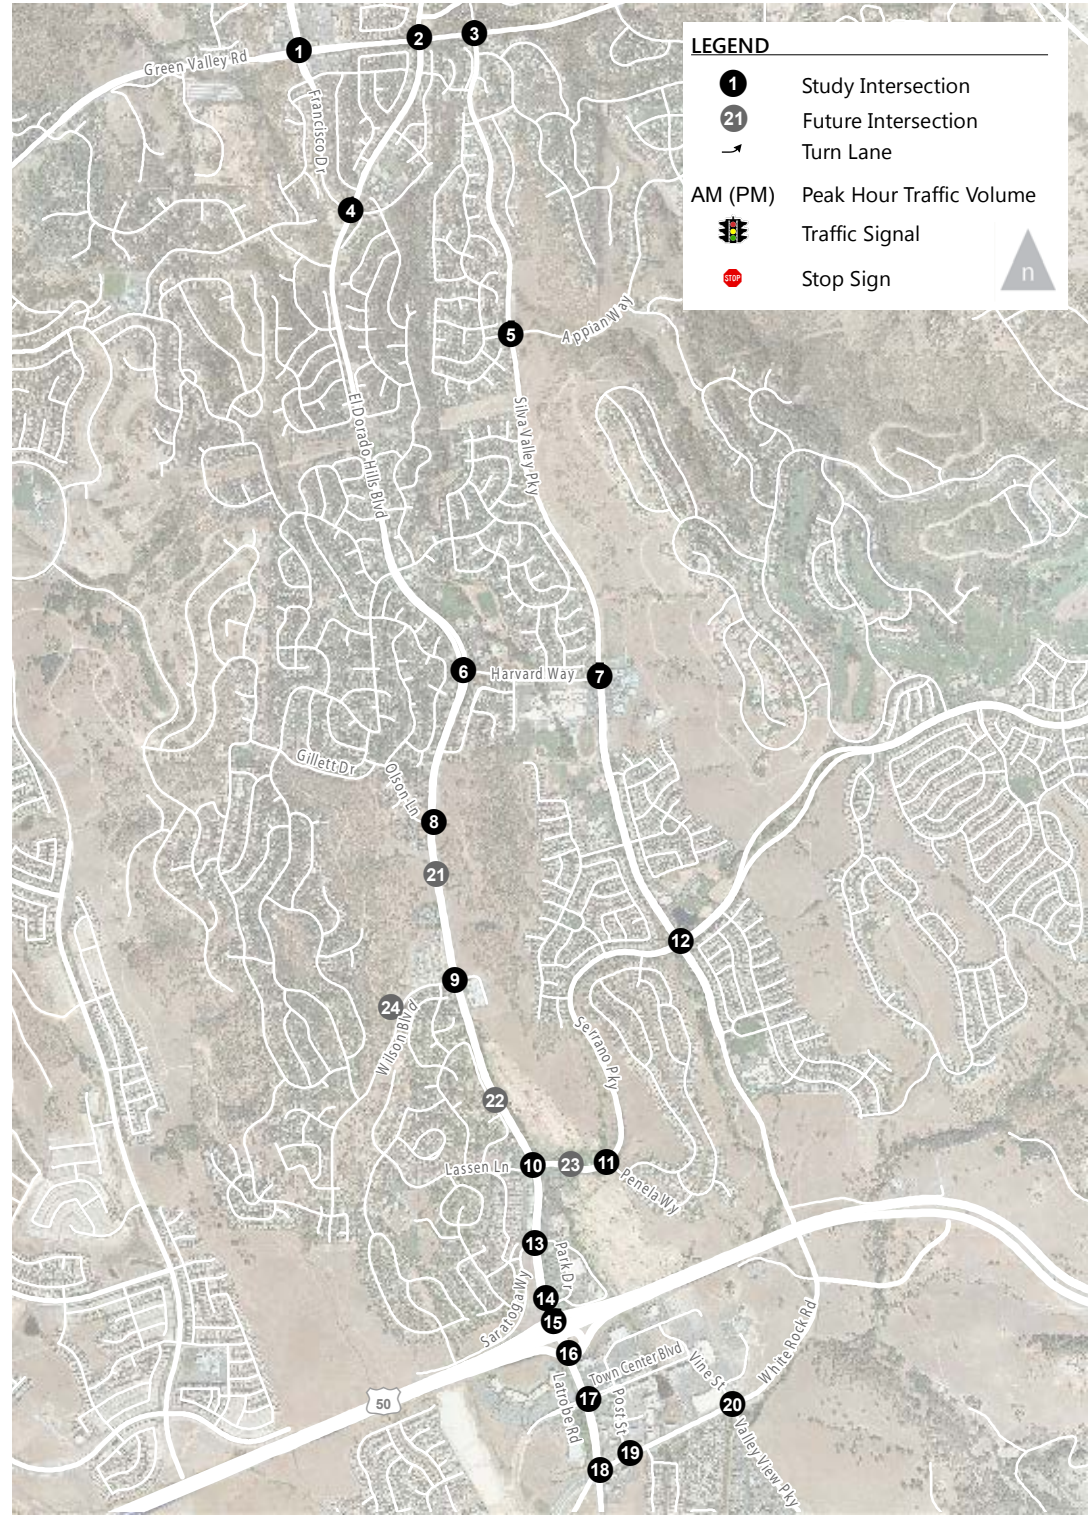 1
2
3
Green Valley Rd
Francisco Dr
LEGEND
1 Study Intersection
21 Future Intersection
Turn Lane
AM (PM) Peak Hour Traffic Volume
Traffic Signal
STOP Stop Sign
n
4
5
Appian Way
El Dorado Hills Blvd
Silva Valley Pky
6
Harvard Way
7
Gillett Dr
Olson Ln
8
21
12
9
24
Wilson Blvd
Serrano Pky
22
Lassen Ln
10
23
11
Penela Wy
13
Park Dr
Saratoga Wy
14
15
16
Town Center Blvd
Vine St
White Rock Rd
50
Latrobe Rd
17
Post St
20
Valley View Pky
19
18